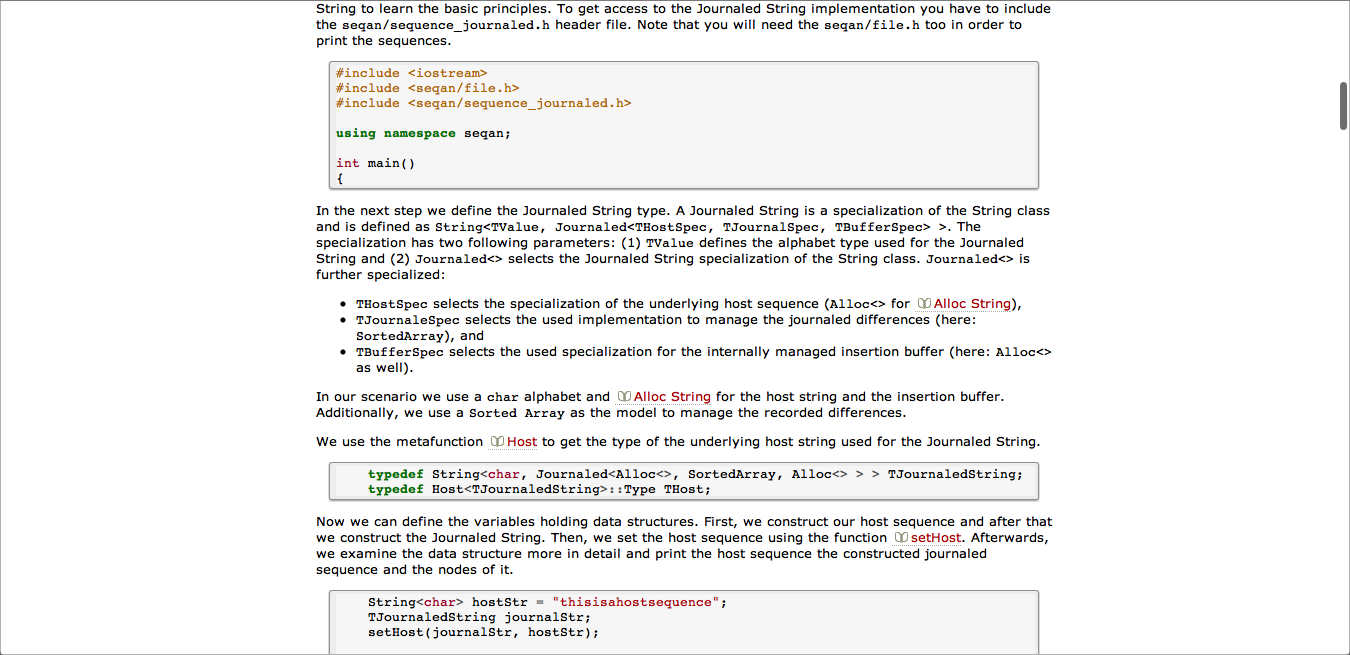 String to learn the basic principles. To get access to the Journaled String implementation you have to include
the seqan/sequence_journaled.h header file. Note that you will need the seqan/file.h too in order to
print the sequences.
#include <iostream>
#include <seqan/file.h>
#include <seqan/sequence_journaled.h>
using namespace seqan;
int main()
{
In the next step we define the Journaled String type. A Journaled String is a specialization of the String class
and is defined as String<TValue, Journaled<THostSpec, TJournalSpec, TBufferSpec> >. The
specialization has two following parameters: (1) TValue defines the alphabet type used for the Journaled
String and (2) Journaled<> selects the Journaled String specialization of the String class. Journaled<> is
further specialized:
• THostSpec selects the specialization of the underlying host sequence (Alloc<> for Alloc String),
• TJournaleSpec selects the used implementation to manage the journaled differences (here:
SortedArray), and
• TBufferSpec selects the used specialization for the internally managed insertion buffer (here: Alloc<>
as well).
In our scenario we use a char alphabet and Alloc String for the host string and the insertion buffer.
Additionally, we use a Sorted Array as the model to manage the recorded differences.
We use the metafunction Host to get the type of the underlying host string used for the Journaled String.
typedef String<char, Journaled<Alloc<>, SortedArray, Alloc<> > > TJournaledString;
typedef Host<TJournaledString>::Type THost;
Now we can define the variables holding data structures. First, we construct our host sequence and after that
we construct the Journaled String. Then, we set the host sequence using the function setHost. Afterwards,
we examine the data structure more in detail and print the host sequence the constructed journaled
sequence and the nodes of it.
String<char> hostStr = "thisisahostsequence";
TJournaledString journalStr;
setHost(journalStr, hostStr);